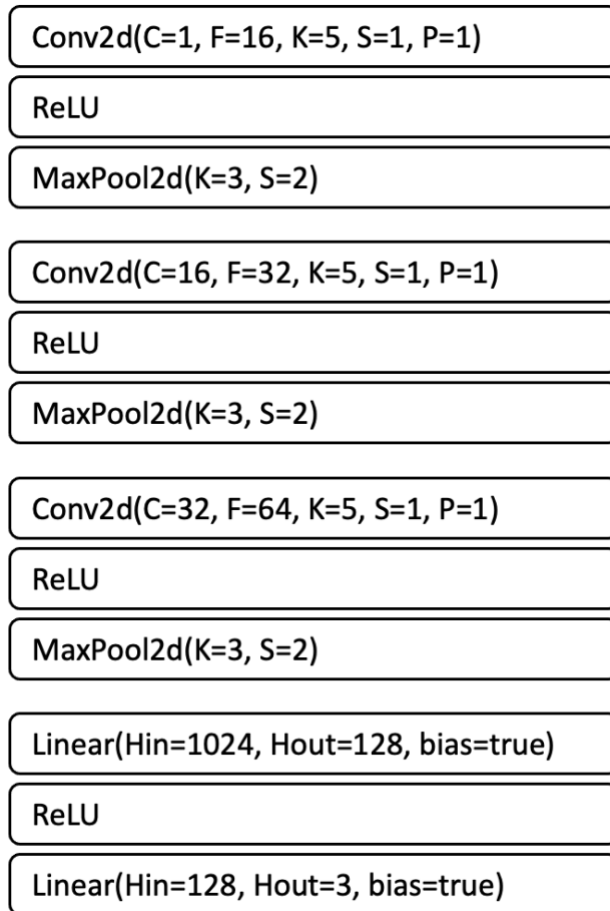 Conv2d(C=1, F=16, K=5, S=1, P=1)
ReLU
MaxPool2d(K=3, S=2)
Conv2d(C=16, F=32, K=5, S=1, P=1)
ReLU
MaxPool2d(K=3, S=2)
Conv2d(C=32, F=64, K=5, S=1, P=1)
ReLU
MaxPool2d(K=3, S=2)
Linear(Hin=1024, Hout=128, bias=true)
ReLU
Linear(Hin=128, Hout=3, bias=true)